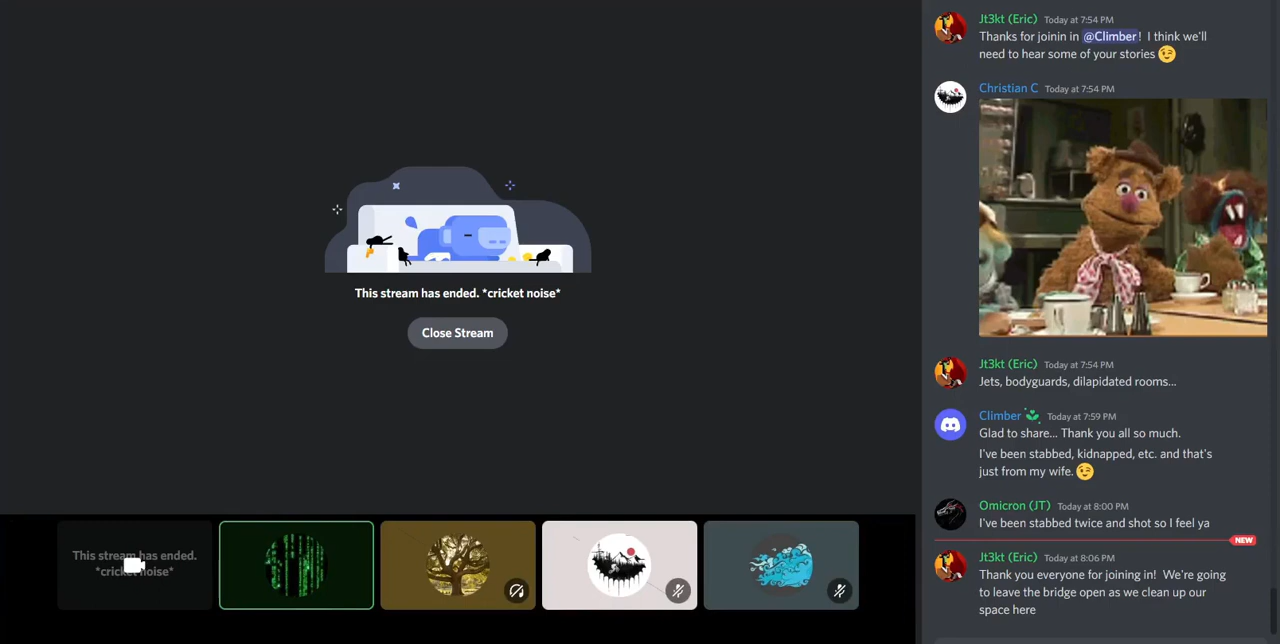 This stream has ended. *cricket noise*
Close Stream
This stream has ended.
*cricket noise*
Jt3kt (Eric) Today at 7:54 PM
Thanks for joinin in @Climber! I think we'll
need to hear some of your stories 😉
Christian C Today at 7:54 PM
Jt3kt (Eric) Today at 7:54 PM
Jets, bodyguards, dilapidated rooms...
Climber Today at 7:59 PM
Glad to share... Thank you all so much.
I've been stabbed, kidnapped, etc. and that's
just from my wife. 😉
Omicron (JT) Today at 8:00 PM
I've been stabbed twice and shot so I feel ya
NEW
Jt3kt (Eric) Today at 8:06 PM
Thank you everyone for joining in! We're going
to leave the bridge open as we clean up our
space here